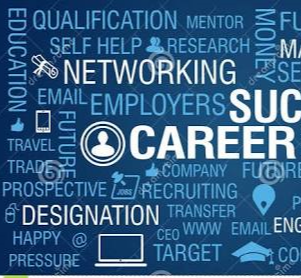 EDUCATION
QUALIFICATION MENTOR
MONEY
SELF HELP RESEARCH
NETWORKING
EMAIL EMPLOYERS SUC
FUTURE
CAREER
TRAVEL
COMPANY FUTURE
PROSPECTIVE JOBS RECRUITING
DESIGNATION TRANSFER
WWW EMAIL ENG
HAPPY @ CEO
PRESSURE TARGET CO